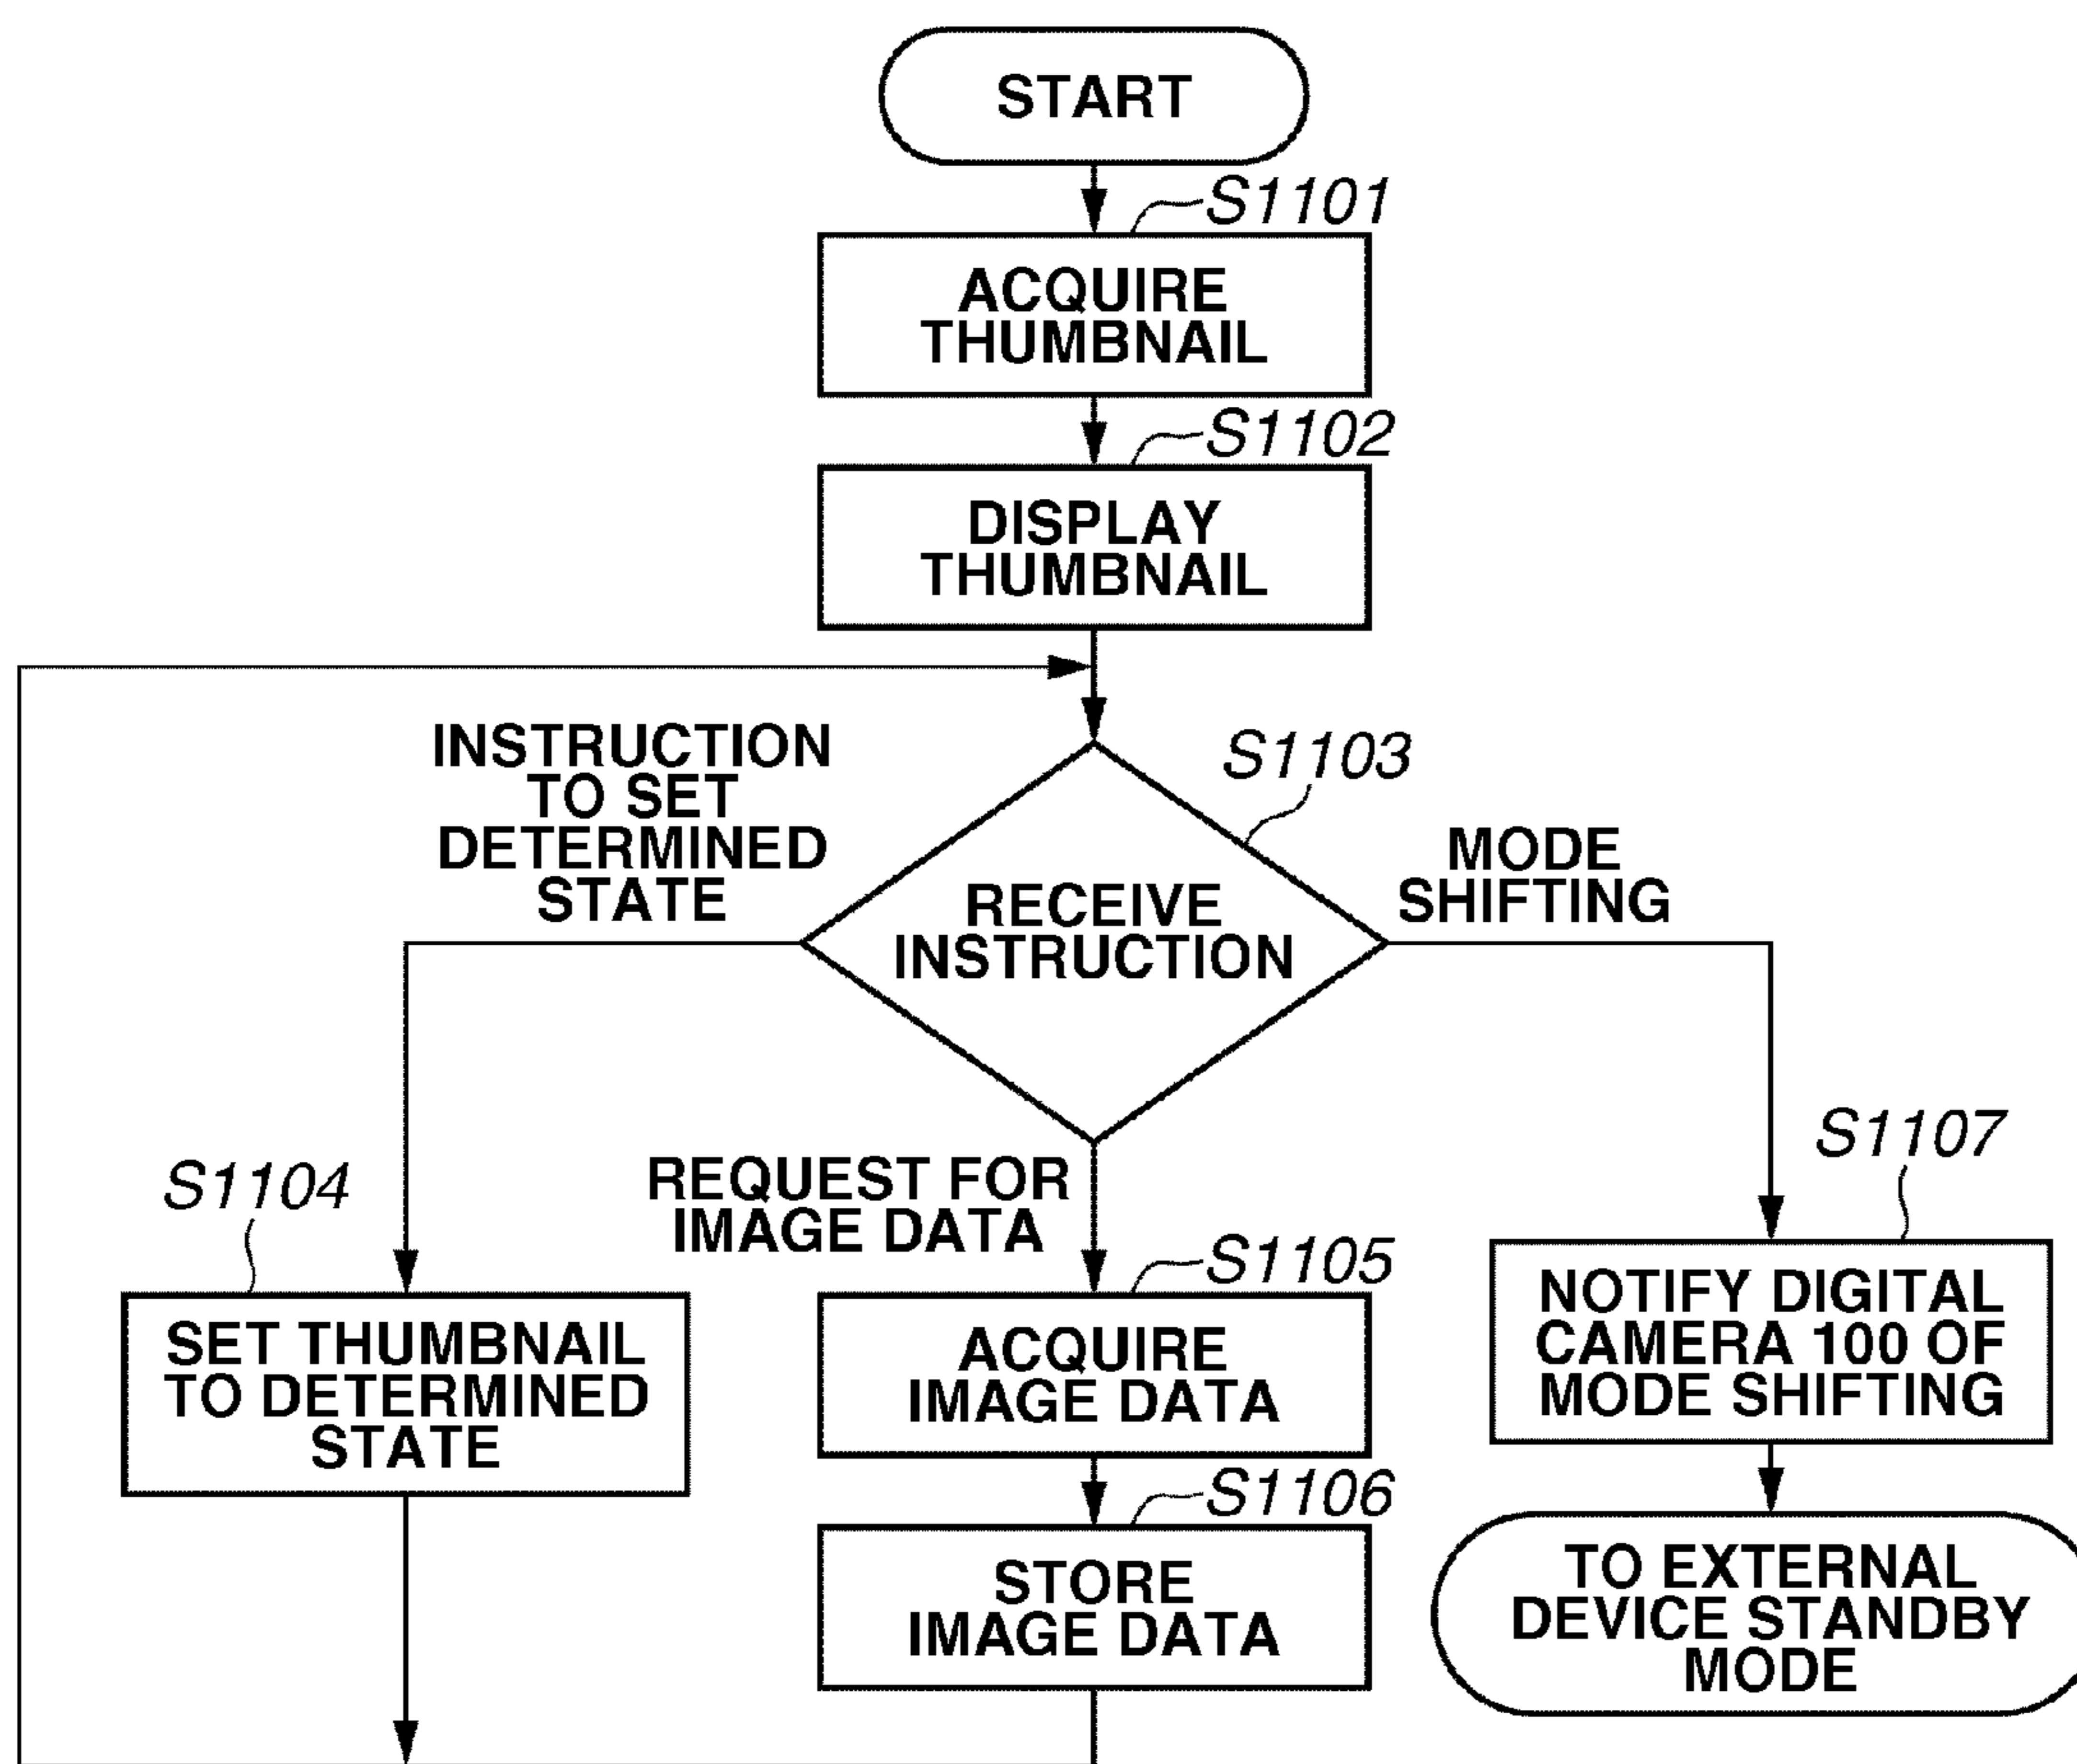 START
S1101
ACQUIRE
THUMBNAIL
S1102
DISPLAY
THUMBNAIL
INSTRUCTION
TO SET
DETERMINED
STATE
S1103
RECEIVE
INSTRUCTION
MODE
SHIFTING
S1104
SET THUMBNAIL
TO DETERMINED
STATE
REQUEST FOR
IMAGE DATA
S1105
ACQUIRE
IMAGE DATA
S1106
STORE
IMAGE DATA
S1107
NOTIFY DIGITAL
CAMERA 100 OF
MODE SHIFTING
TO EXTERNAL
DEVICE STANDBY
MODE